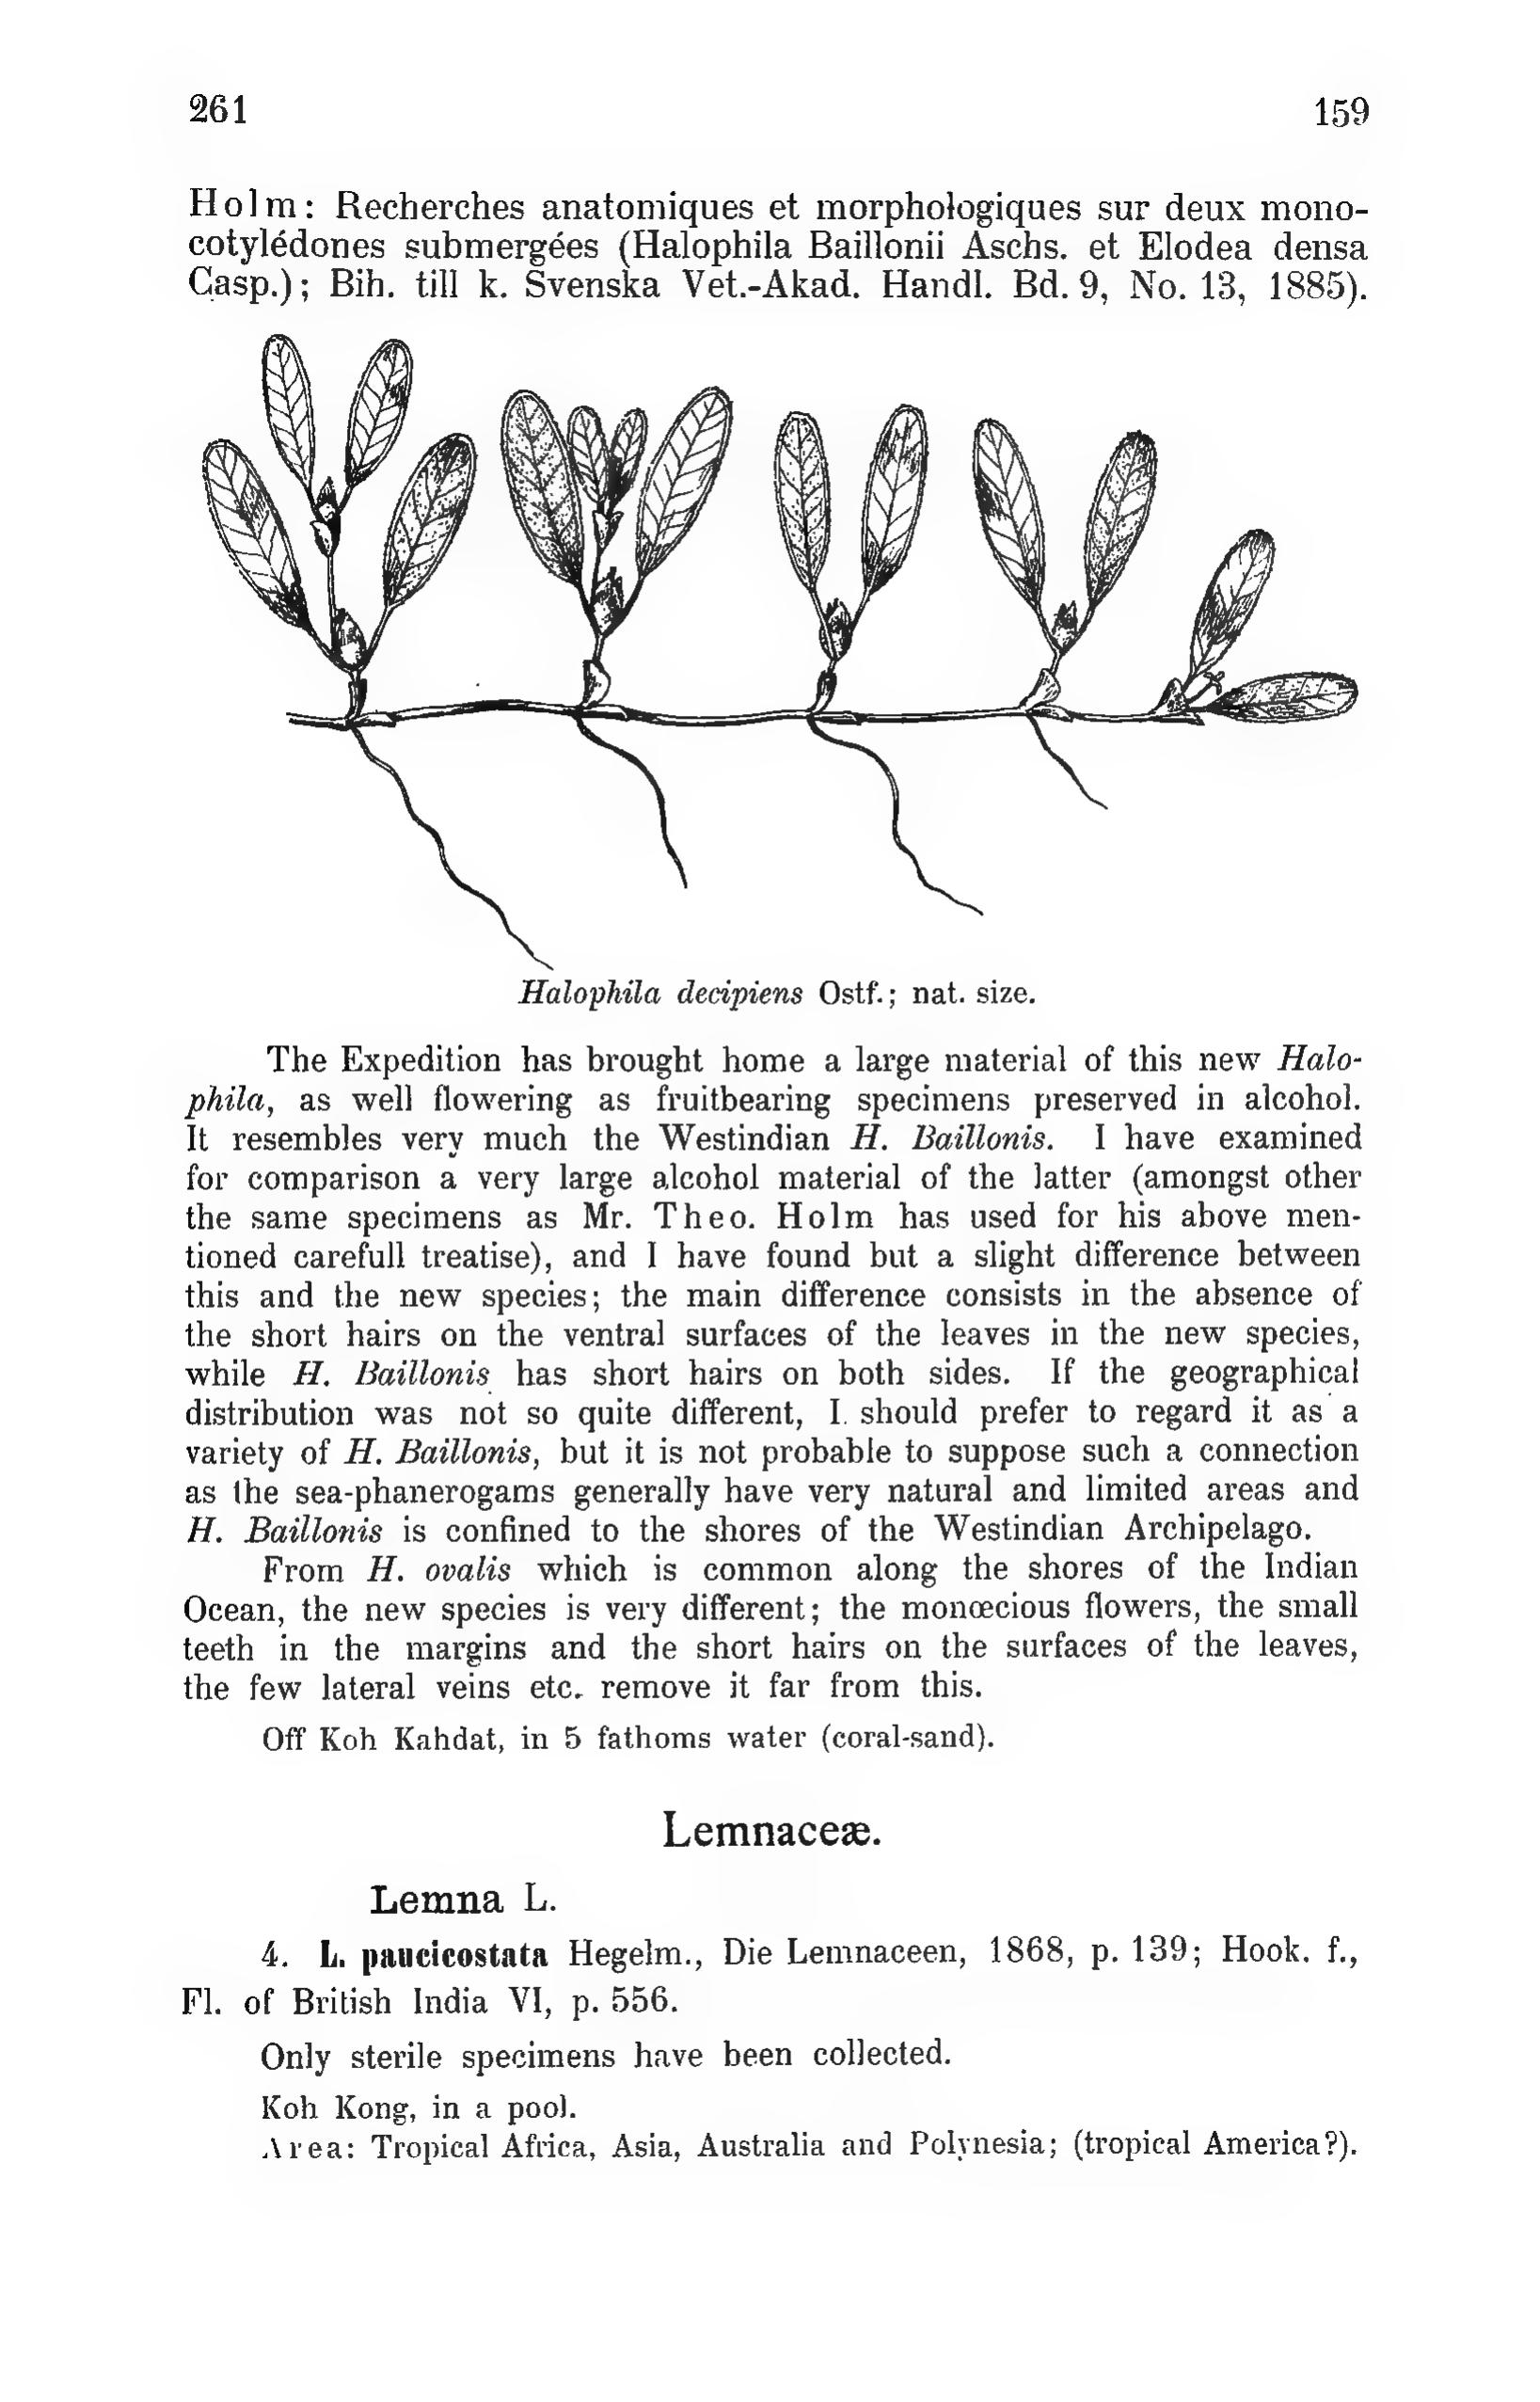 261 159
Holm: Recherches anatomiques et morphologiques sur deux mono-
cotylédones submergées (Halophila Baillonii Aschs. et Elodea densa
Casp.); Bih. till k. Svenska Vet.-Akad. Handl. Bd. 9, No. 13, 1885).
Halophila decipiens Ostf.; nat. size.
The Expedition has brought home a large material of this new Halo-
phila, as well flowering as fruitbearing specimens preserved in alcohol.
It resembles very much the Westindian H. Baillonis. I have examined
for comparison a very large alcohol material of the latter (amongst other
the same specimens as Mr. Theo. Holm has used for his above men-
tioned carefull treatise), and I have found but a slight difference between
this and the new species; the main difference consists in the absence of
the short hairs on the ventral surfaces of the leaves in the new species,
while H. Baillonis has short hairs on both sides. If the geographical
distribution was not so quite different, I should prefer to regard it as a
variety of H. Baillonis, but it is not probable to suppose such a connection
as the sea-phanerogams generally have very natural and limited areas and
H. Baillonis is confined to the shores of the Westindian Archipelago.
From H. ovalis which is common along the shores of the Indian
Ocean, the new species is very different; the monœcious flowers, the small
teeth in the margins and the short hairs on the surfaces of the leaves,
the few lateral veins etc. remove it far from this.
Off Koh Kahdat, in 5 fathoms water (coral-sand).
Lemnaceæ.
Lemna L.
4. L. paucicostata Hegelm., Die Lemnaceen, 1868, p. 139; Hook. f.,
Fl. of British India VI, p. 556.
Only sterile specimens have been collected.
Koh Kong, in a pool.
Area: Tropical Africa, Asia, Australia and Polynesia; (tropical America?).